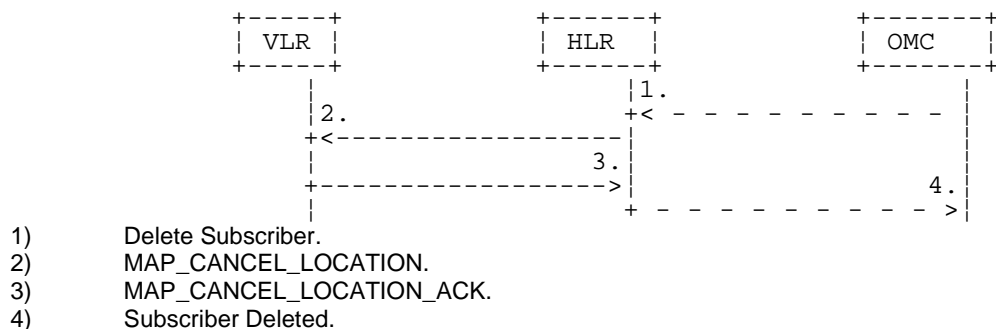 VLR HLR OMC
1.
2.
3.
4.
1) Delete Subscriber.
2) MAP_CANCEL_LOCATION.
3) MAP_CANCEL_LOCATION_ACK.
4) Subscriber Deleted.